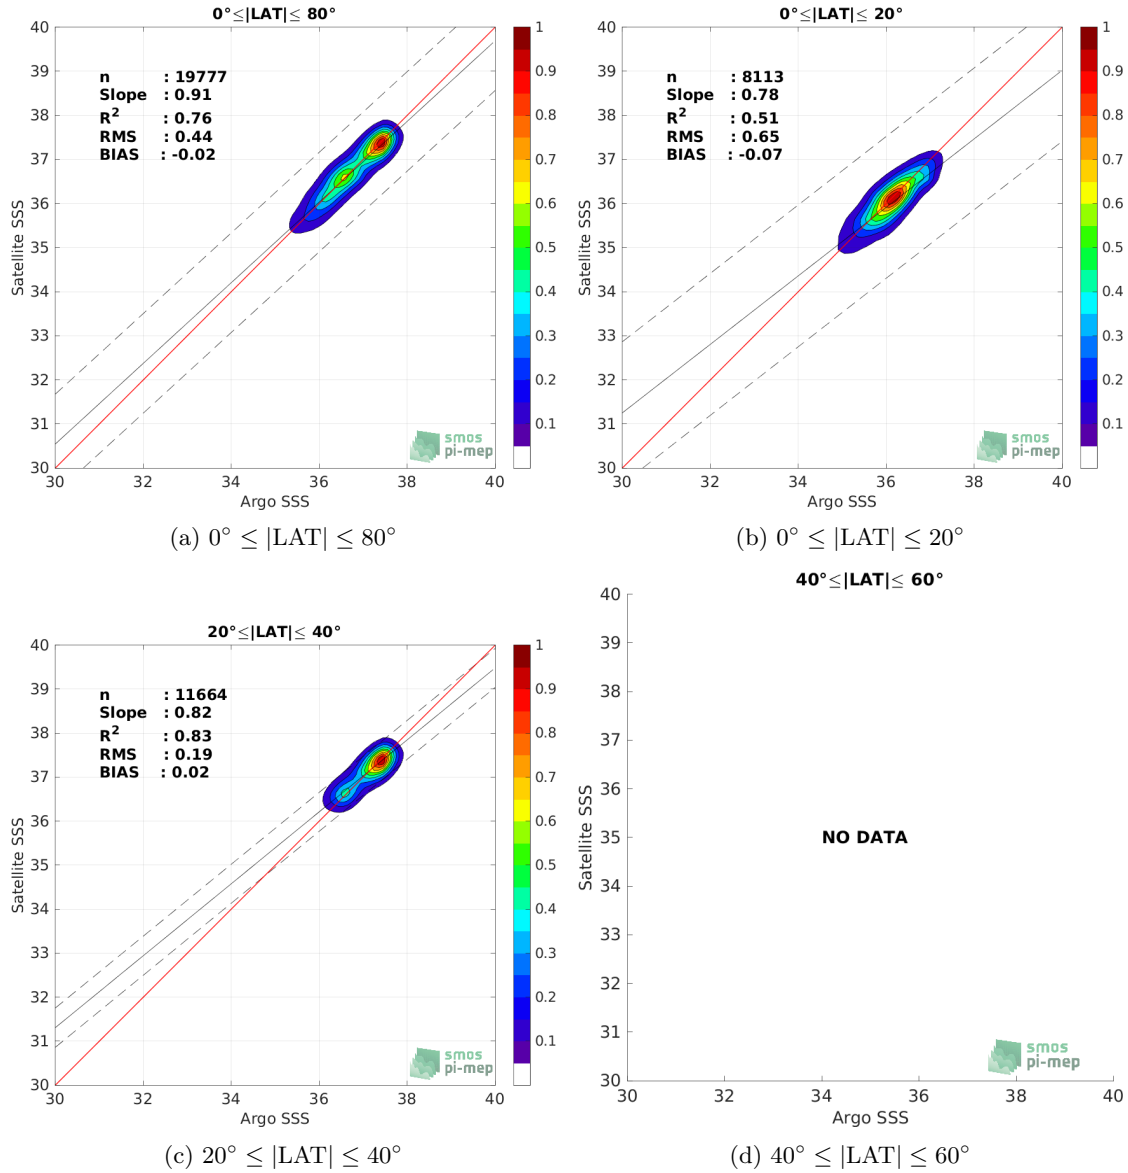 0°≤|LAT|≤ 80°
40
39
38
37
36
35
34
33
32
31
30
Satellite SSS
n : 19777
Slope : 0.91
R2 : 0.76
RMS : 0.44
BIAS : -0.02
smos
pi-mep
30 32 34 36 38 40
Argo SSS
1
0.9
0.8
0.7
0.6
0.5
0.4
0.3
0.2
0.1
(a) 0° ≤ |LAT| ≤ 80°
0°≤|LAT|≤ 20°
40
39
38
37
36
35
34
33
32
31
30
Satellite SSS
n : 8113
Slope : 0.78
R2 : 0.51
RMS : 0.65
BIAS : -0.07
smos
pi-mep
30 32 34 36 38 40
Argo SSS
1
0.9
0.8
0.7
0.6
0.5
0.4
0.3
0.2
0.1
(b) 0° ≤ |LAT| ≤ 20°
20°≤|LAT|≤ 40°
40
39
38
37
36
35
34
33
32
31
30
Satellite SSS
n : 11664
Slope : 0.82
R2 : 0.83
RMS : 0.19
BIAS : 0.02
smos
pi-mep
30 32 34 36 38 40
Argo SSS
1
0.9
0.8
0.7
0.6
0.5
0.4
0.3
0.2
0.1
(c) 20° ≤ |LAT| ≤ 40°
40°≤|LAT|≤ 60°
40
39
38
37
36
35
34
33
32
31
30
Satellite SSS
NO DATA
smos
pi-mep
30 32 34 36 38 40
Argo SSS
(d) 40° ≤ |LAT| ≤ 60°